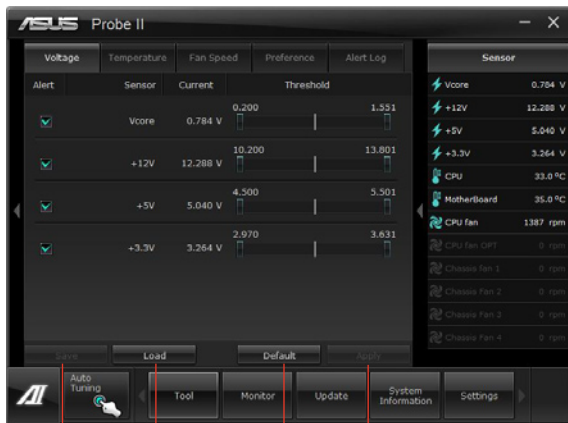 ASUS Probe II
Voltage Temperature Fan Speed Preference Alert Log
Alert Sensor Current Threshold
Vcore 0.784 V 0.200 1.551
+12V 12.288 V 10.200 13.801
+5V 5.040 V 4.500 5.501
+3.3V 3.264 V 2.970 3.631
Save Load Default Apply
Sensor
Vcore 0.784 V
+12V 12.288 V
+5V 5.040 V
+3.3V 3.264 V
CPU 33.0 ºC
MotherBoard 35.0 ºC
CPU fan 1387 rpm
CPU fan OPT 0 rpm
Chassis fan 1 0 rpm
Chassis Fan 2 0 rpm
Chassis Fan 3 0 rpm
Chassis Fan 4 0 rpm
AI Auto Tuning Tool Monitor Update System Information Settings